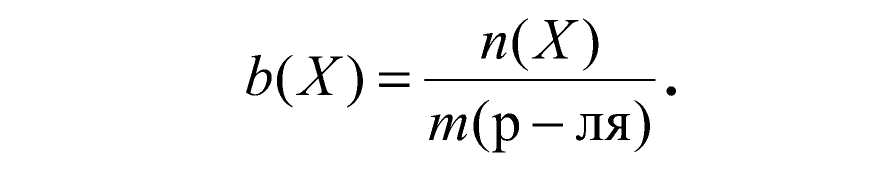 b(X) = n(X) / m(р – ля).